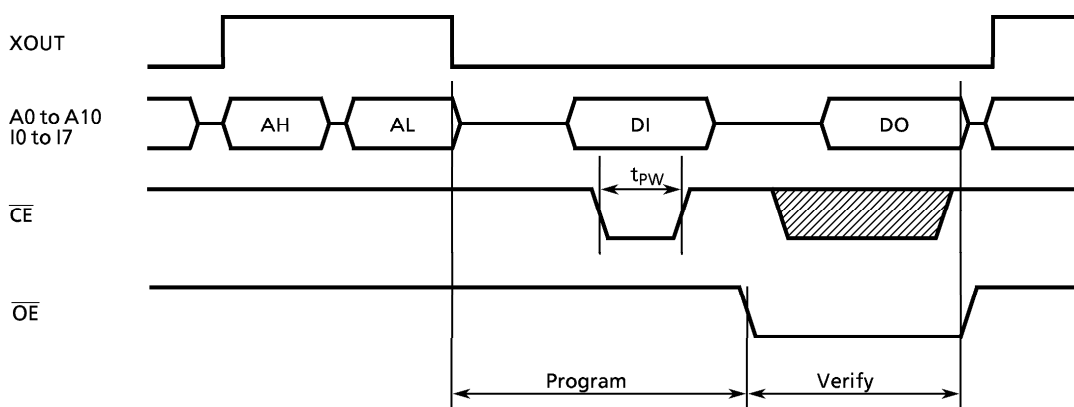 XOUT
A0 to A10
I0 to I7
AH
AL
DI
DO
tPW
CE
OE
Program
Verify